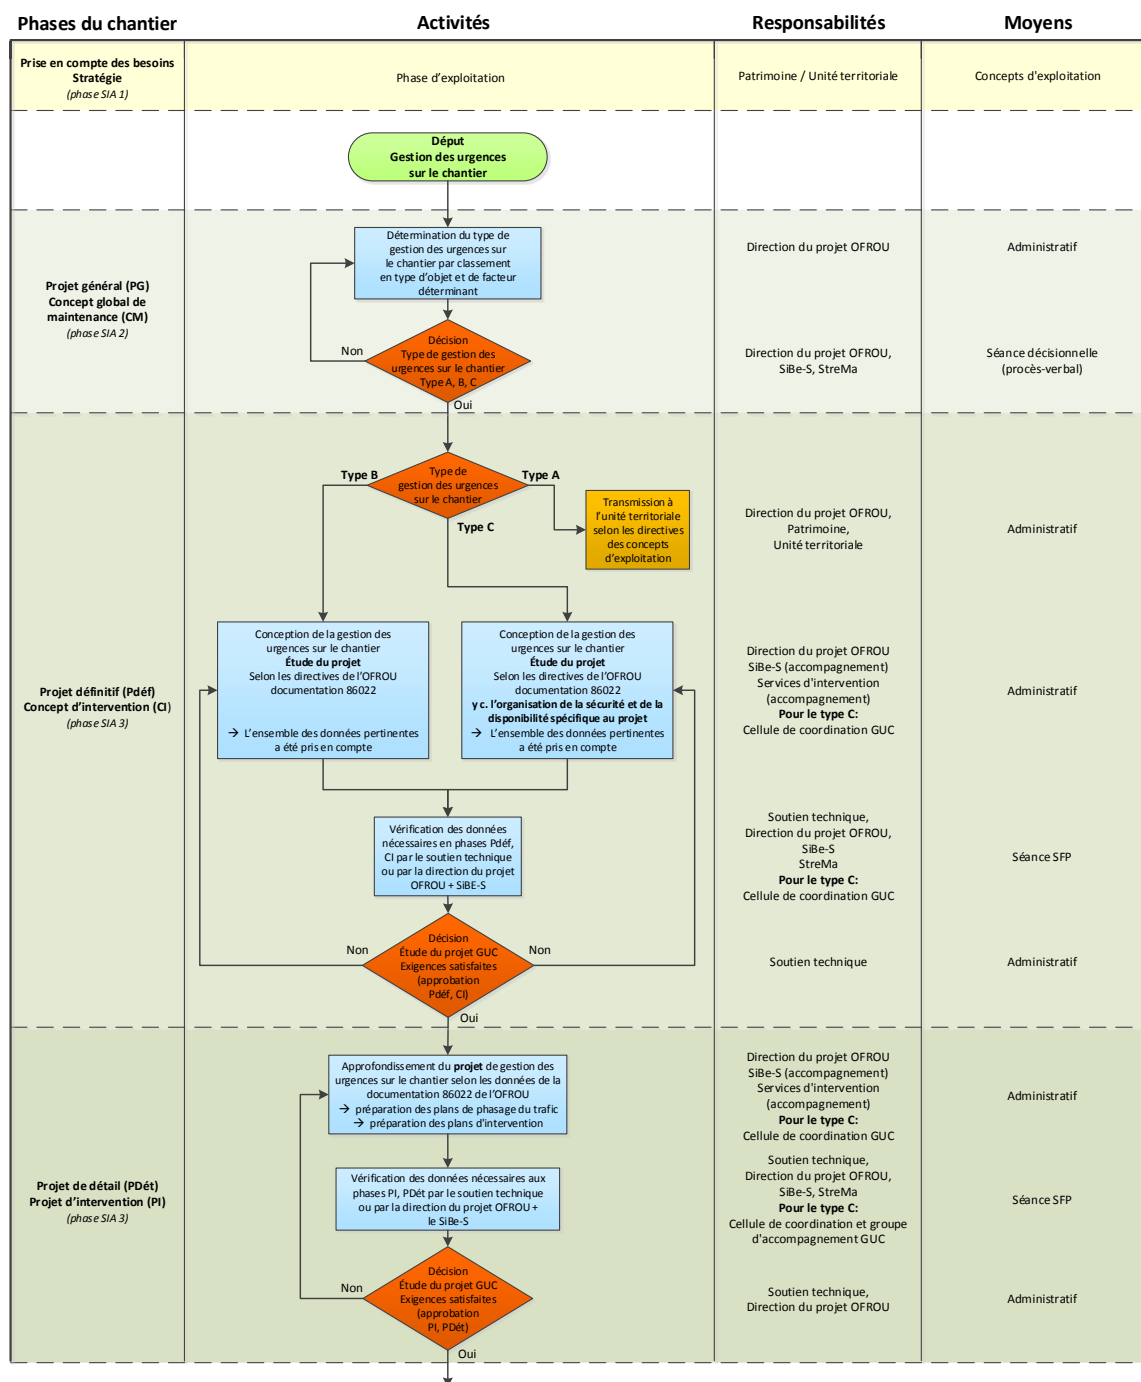 Phases du chantier
Activités
Responsabilités
Moyens
Prise en compte des besoins
Stratégie
(phase SIA 1)
Phase d'exploitation
Patrimoine / Unité territoriale
Concepts d'exploitation
Déput
Gestion des urgences
sur le chantier
Projet général (PG)
Concept global de
maintenance (CM)
(phase SIA 2)
Détermination du type de
gestion des urgences sur
le chantier par classement
en type d'objet et de facteur
déterminant
Direction du projet OFROU
Administratif
Non
Décision
Type de gestion des
urgences sur le chantier
Type A, B, C
Oui
Direction du projet OFROU,
SiBe-S, StreMa
Séance décisionnelle
(procès-verbal)
Projet définitif (Pdéf)
Concept d'intervention (CI)
(phase SIA 3)
Type B
Type de
gestion des urgences
sur le chantier
Type A
Type C
Transmission à
l'unité territoriale
selon les directives
des concepts
d'exploitation
Direction du projet OFROU,
Patrimoine,
Unité territoriale
Administratif
Conception de la gestion des
urgences sur le chantier
Étude du projet
Selon les directives de l'OFROU
documentation 86022
→ L'ensemble des données pertinentes
a été pris en compte
Conception de la gestion des
urgences sur le chantier
Étude du projet
Selon les directives de l'OFROU
documentation 86022
y c. l'organisation de la sécurité et de la
disponibilité spécifique au projet
→ L'ensemble des données pertinentes
a été pris en compte
Direction du projet OFROU
SiBe-S (accompagnement)
Services d'intervention
(accompagnement)
Pour le type C:
Cellule de coordination GUC
Administratif
Vérification des données
nécessaires en phases Pdéf,
CI par le soutien technique
ou par la direction du projet
OFROU + SiBE-S
Soutien technique,
Direction du projet OFROU,
SiBe-S
StreMa
Pour le type C:
Cellule de coordination GUC
Séance SFP
Non
Décision
Étude du projet GUC
Exigences satisfaites
(approbation
Pdéf, CI)
Non
Oui
Soutien technique
Administratif
Projet de détail (PDét)
Projet d'intervention (PI)
(phase SIA 3)
Approfondissement du projet de gestion des
urgences sur le chantier selon les données de la
documentation 86022 de l'OFROU
→ préparation des plans de phasage du trafic
→ préparation des plans d'intervention
Direction du projet OFROU
SiBe-S (accompagnement)
Services d'intervention
(accompagnement)
Pour le type C:
Cellule de coordination GUC
Administratif
Vérification des données nécessaires aux
phases PI, PDét par le soutien technique
ou par la direction du projet OFROU +
le SiBe-S
Soutien technique,
Direction du projet OFROU,
SiBe-S, StreMa
Pour le type C:
Cellule de coordination et groupe
d'accompagnement GUC
Séance SFP
Non
Décision
Étude du projet GUC
Exigences satisfaites
(approbation
PI, PDét)
Oui
Soutien technique,
Direction du projet OFROU
Administratif